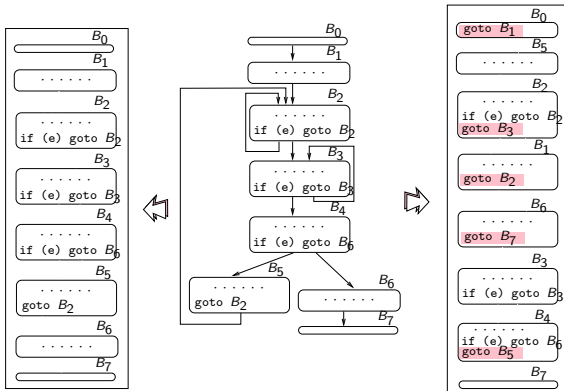 B0
B1
. . . . . .
B2
. . . . . .
if (e) goto B2
B3
. . . . . .
if (e) goto B3
B4
. . . . . .
if (e) goto B6
B5
. . . . . .
goto B2
B6
. . . . . .
B7
B0
B1
. . . . . .
B2
. . . . . .
if (e) goto B2
B3
. . . . . .
if (e) goto B3
B4
. . . . . .
if (e) goto B6
B5
. . . . . .
goto B2
B6
. . . . . .
B7
B0
goto B1
B5
. . . . . .
B2
. . . . . .
if (e) goto B2
goto B3
B1
. . . . . .
goto B2
B6
. . . . . .
goto B7
B3
. . . . . .
if (e) goto B3
B4
. . . . . .
if (e) goto B6
goto B5
B7